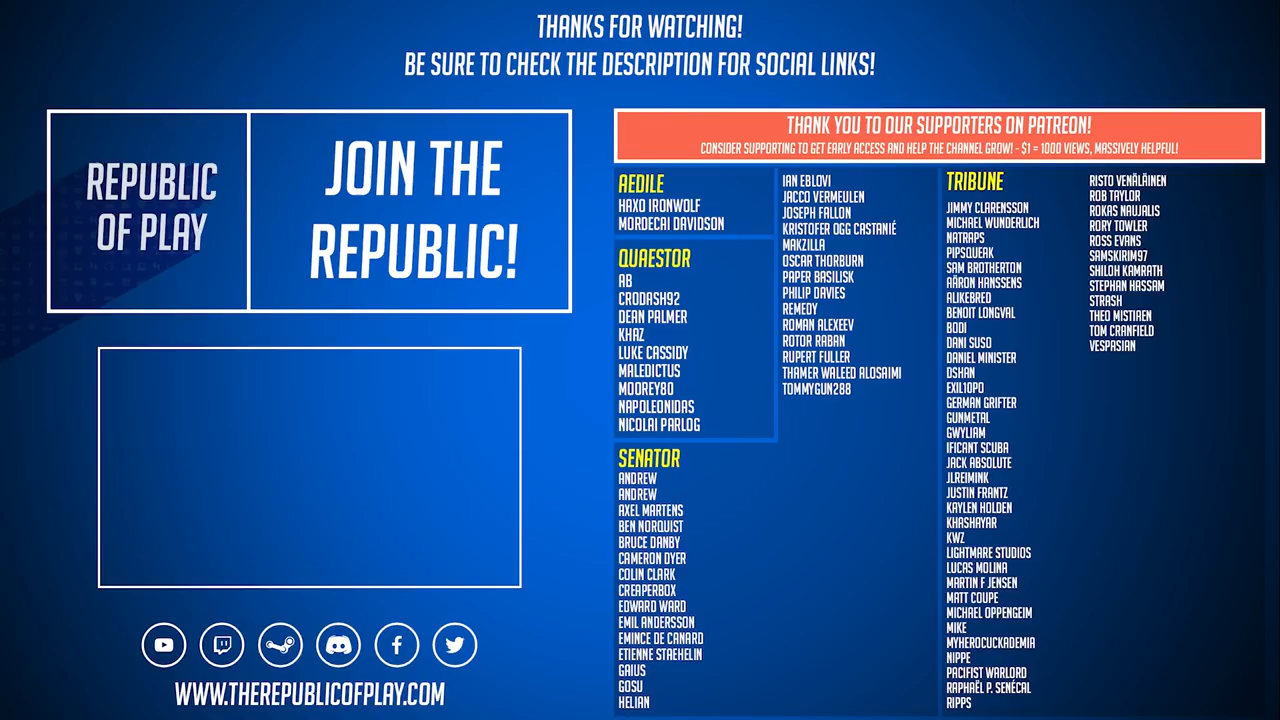 THANKS FOR WATCHING!
BE SURE TO CHECK THE DESCRIPTION FOR SOCIAL LINKS!
REPUBLIC
OF PLAY
JOIN THE
REPUBLIC!
WWW.THEREPUBLICOFPLAY.COM
THANK YOU TO OUR SUPPORTERS ON PATREON!
CONSIDER SUPPORTING TO GET EARLY ACCESS AND HELP THE CHANNEL GROW! - $1 = 1000 VIEWS, MASSIVELY HELPFUL!
AEDILE
HAXO IRONWOLF
MORDECAI DAVIDSON
QUAESTOR
AB
CRODASH92
DEAN PALMER
KHAZ
LUKE CASSIDY
MALEDICTUS
MOOREY80
NAPOLEONIDAS
NICOLAI PARLOG
SENATOR
ANDREW
ANDREW
AXEL MARTENS
BEN NORQUIST
BRUCE DANBY
CAMERON DYER
COLIN CLARK
CREAPERBOX
EDWARD WARD
EMIL ANDERSSON
EMINCE DE CANARD
ETIENNE STAEHELIN
GAIUS
GOSU
HELIAN
IAN EBLOVI
JACCO VERMEULEN
JOSEPH FALLON
KRISTOFER OGG CASTANIÉ
MAKZILLA
OSCAR THORBURN
PAPER BASILISK
PHILIP DAVIES
REMEDY
ROMAN ALEXEEV
ROTOR RABAN
RUPERT FULLER
THAMER WALEED ALOSAIMI
TOMMYGUN288
TRIBUNE
JIMMY CLARENSSON
MICHAEL WUNDERLICH
NATRAPS
PIPSQUEAK
SAM BROTHERTON
AÄRON HANSSENS
ALIKEBRED
BENOIT LONGVAL
BODI
DANI SUSO
DANIEL MINISTER
DSHAN
EXIL10PO
GERMAN GRIFTER
GUNMETAL
GWYLIAM
IFICANT SCUBA
JACK ABSOLUTE
JLREIMINK
JUSTIN FRANTZ
KAYLEN HOLDEN
KHASHAYAR
KWZ
LIGHTMARE STUDIOS
LUCAS MOLINA
MARTIN F JENSEN
MATT COUPE
MICHAEL OPPENGEIM
MIKE
MYHEROCUCKADEMIA
NIPPE
PACIFIST WARLORD
RAPHAËL P. SENÉCAL
RIPPS
RISTO VENÄLÄINEN
ROB TAYLOR
ROKAS NAUJALIS
RORY TOWLER
ROSS EVANS
SAMSKIRIM97
SHILOH KAMRATH
STEPHAN HASSAM
STRASH
THEO MISTIAEN
TOM CRANFIELD
VESPASIAN